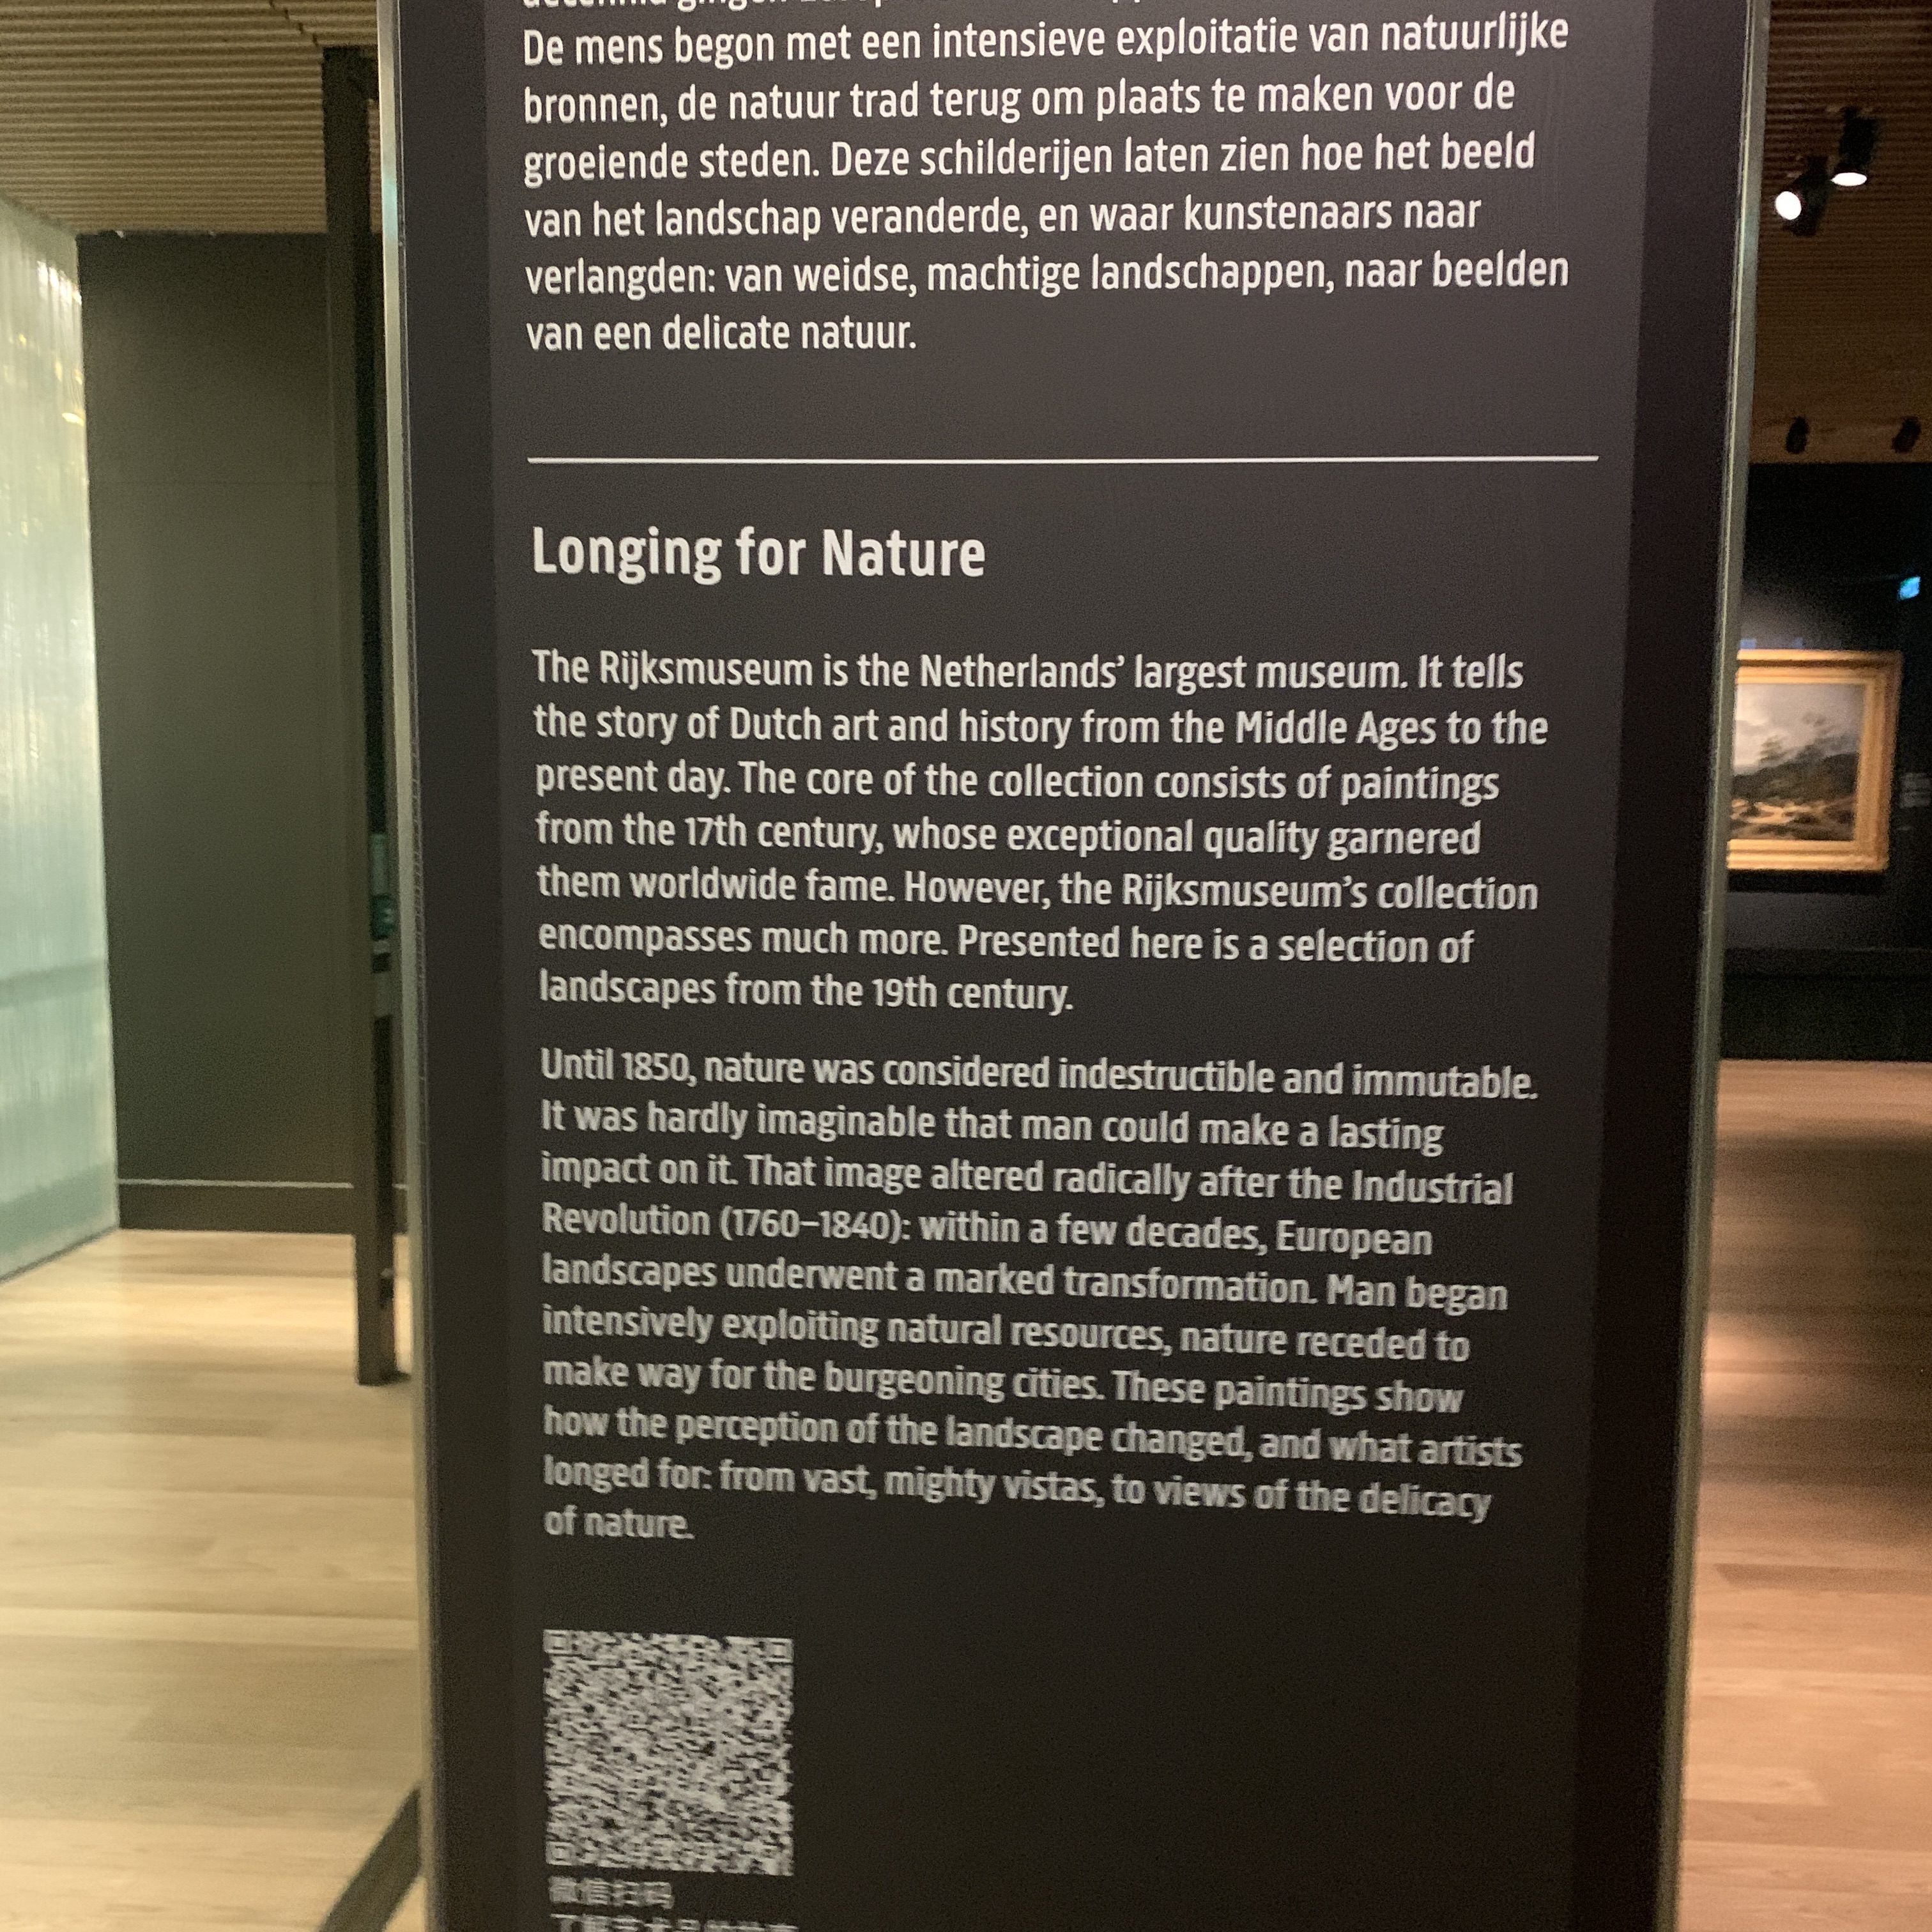 De mens begon met een intensieve exploitatie van natuurlijke
bronnen, de natuur trad terug om plaats te maken voor de
groeiende steden. Deze schilderijen laten zien hoe het beeld
van het landschap veranderde, en waar kunstenaars naar
verlangden: van weidse, machtige landschappen, naar beelden
van een delicate natuur.
Longing for Nature
The Rijksmuseum is the Netherlands’ largest museum. It tells
the story of Dutch art and history from the Middle Ages to the
present day. The core of the collection consists of paintings
from the 17th century, whose exceptional quality garnered
them worldwide fame. However, the Rijksmuseum’s collection
encompasses much more. Presented here is a selection of
landscapes from the 19th century.
Until 1850, nature was considered indestructible and immutable.
It was hardly imaginable that man could make a lasting
impact on it. That image altered radically after the Industrial
Revolution (1760–1840): within a few decades, European
landscapes underwent a marked transformation. Man began
intensively exploiting natural resources, nature receded to
make way for the burgeoning cities. These paintings show
how the perception of the landscape changed, and what artists
longed for: from vast, mighty vistas, to views of the delicacy
of nature.
微信扫码